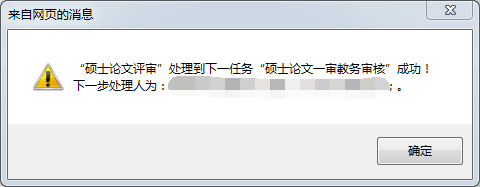 来自网页的消息
“硕士论文评审”处理到下一任务“硕士论文一审教务审核”成功！
下一步处理人为：；。
确定